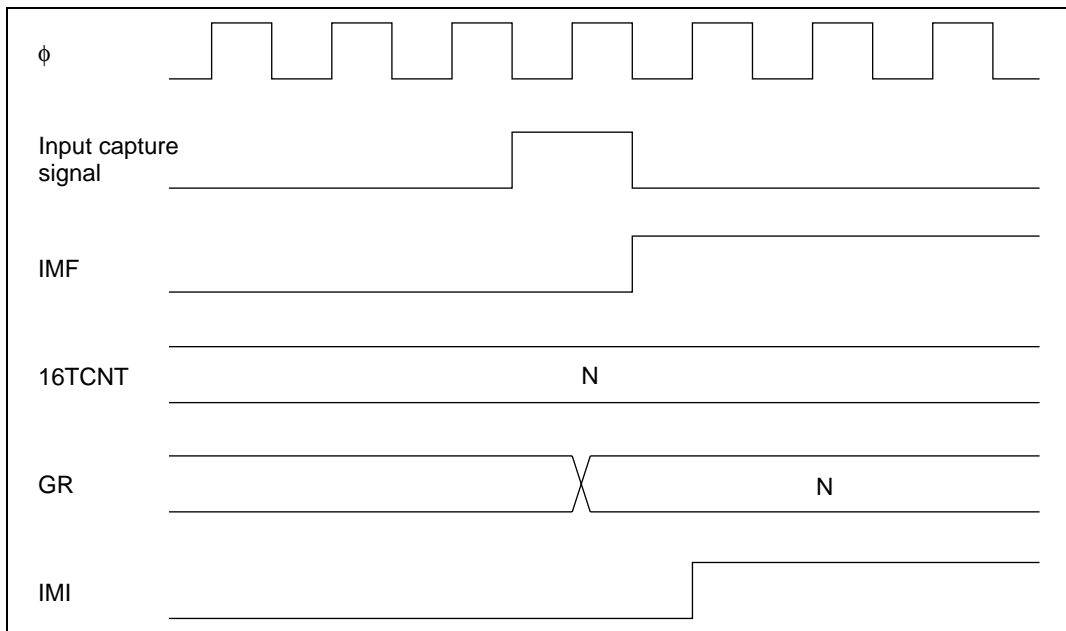 ϕ
Input capture
signal
IMF
16TCNT
N
GR
N
IMI